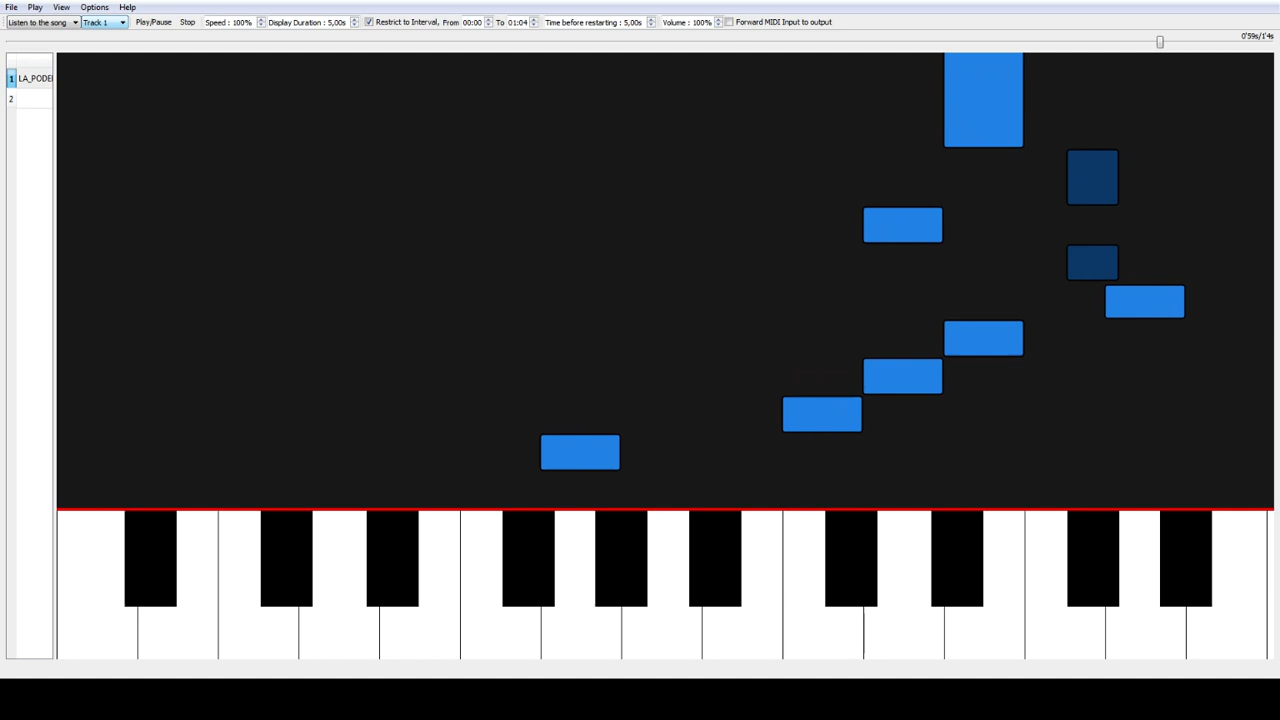 File Play View Options Help
Listen to the song Track 1 Play/Pause Stop Speed : 100% Display Duration : 5,00s Restrict to Interval, From 00:00 To 01:04 Time before restarting : 5,00s Volume : 100% Forward MIDI Input to output
0'59s/1'4s
1 LA_PODE
2